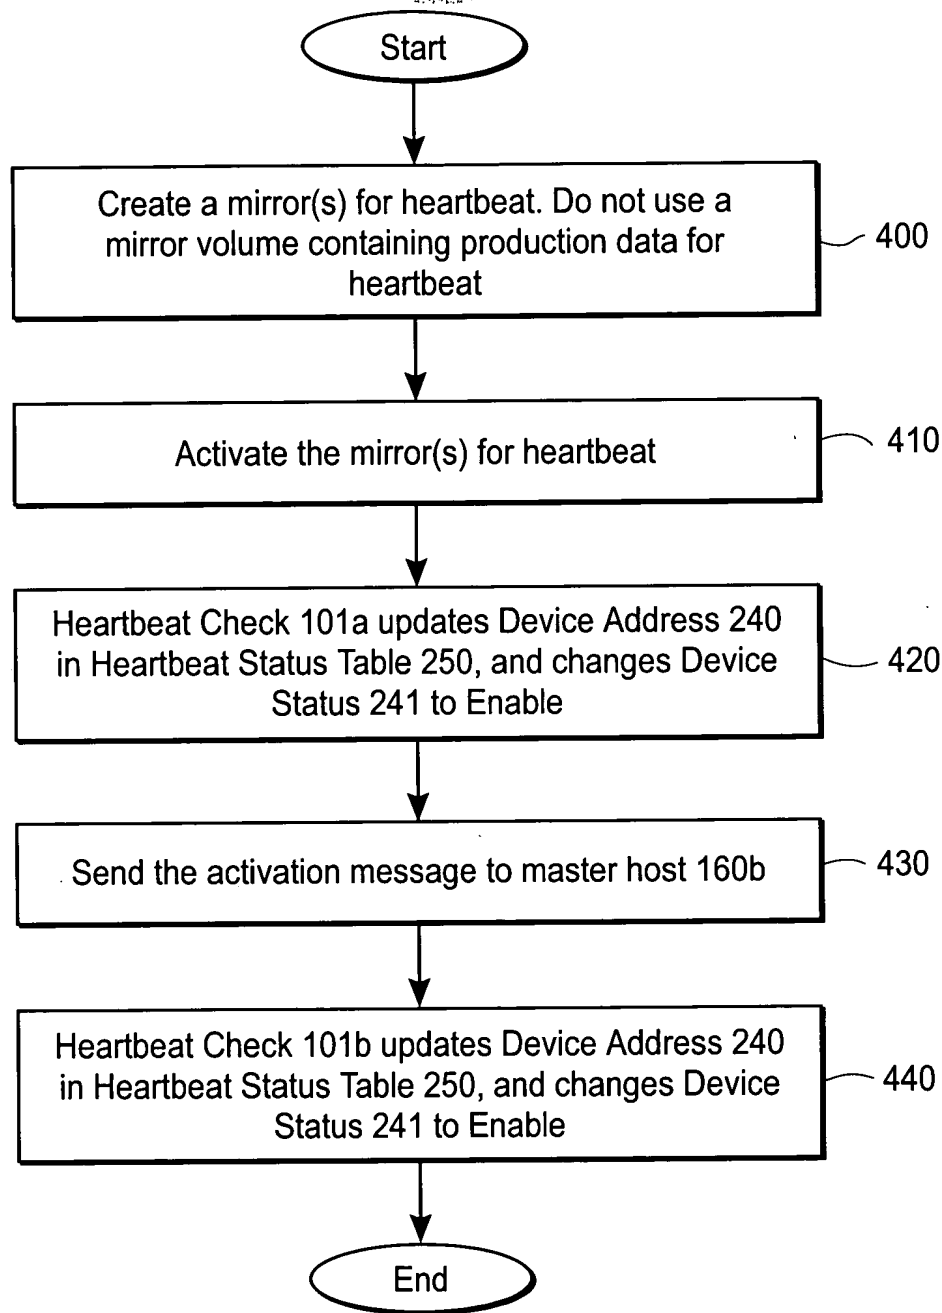 Start
Create a mirror(s) for heartbeat. Do not use a
mirror volume containing production data for
heartbeat
400
Activate the mirror(s) for heartbeat
410
Heartbeat Check 101a updates Device Address 240
in Heartbeat Status Table 250, and changes Device
Status 241 to Enable
420
Send the activation message to master host 160b
430
Heartbeat Check 101b updates Device Address 240
in Heartbeat Status Table 250, and changes Device
Status 241 to Enable
440
End